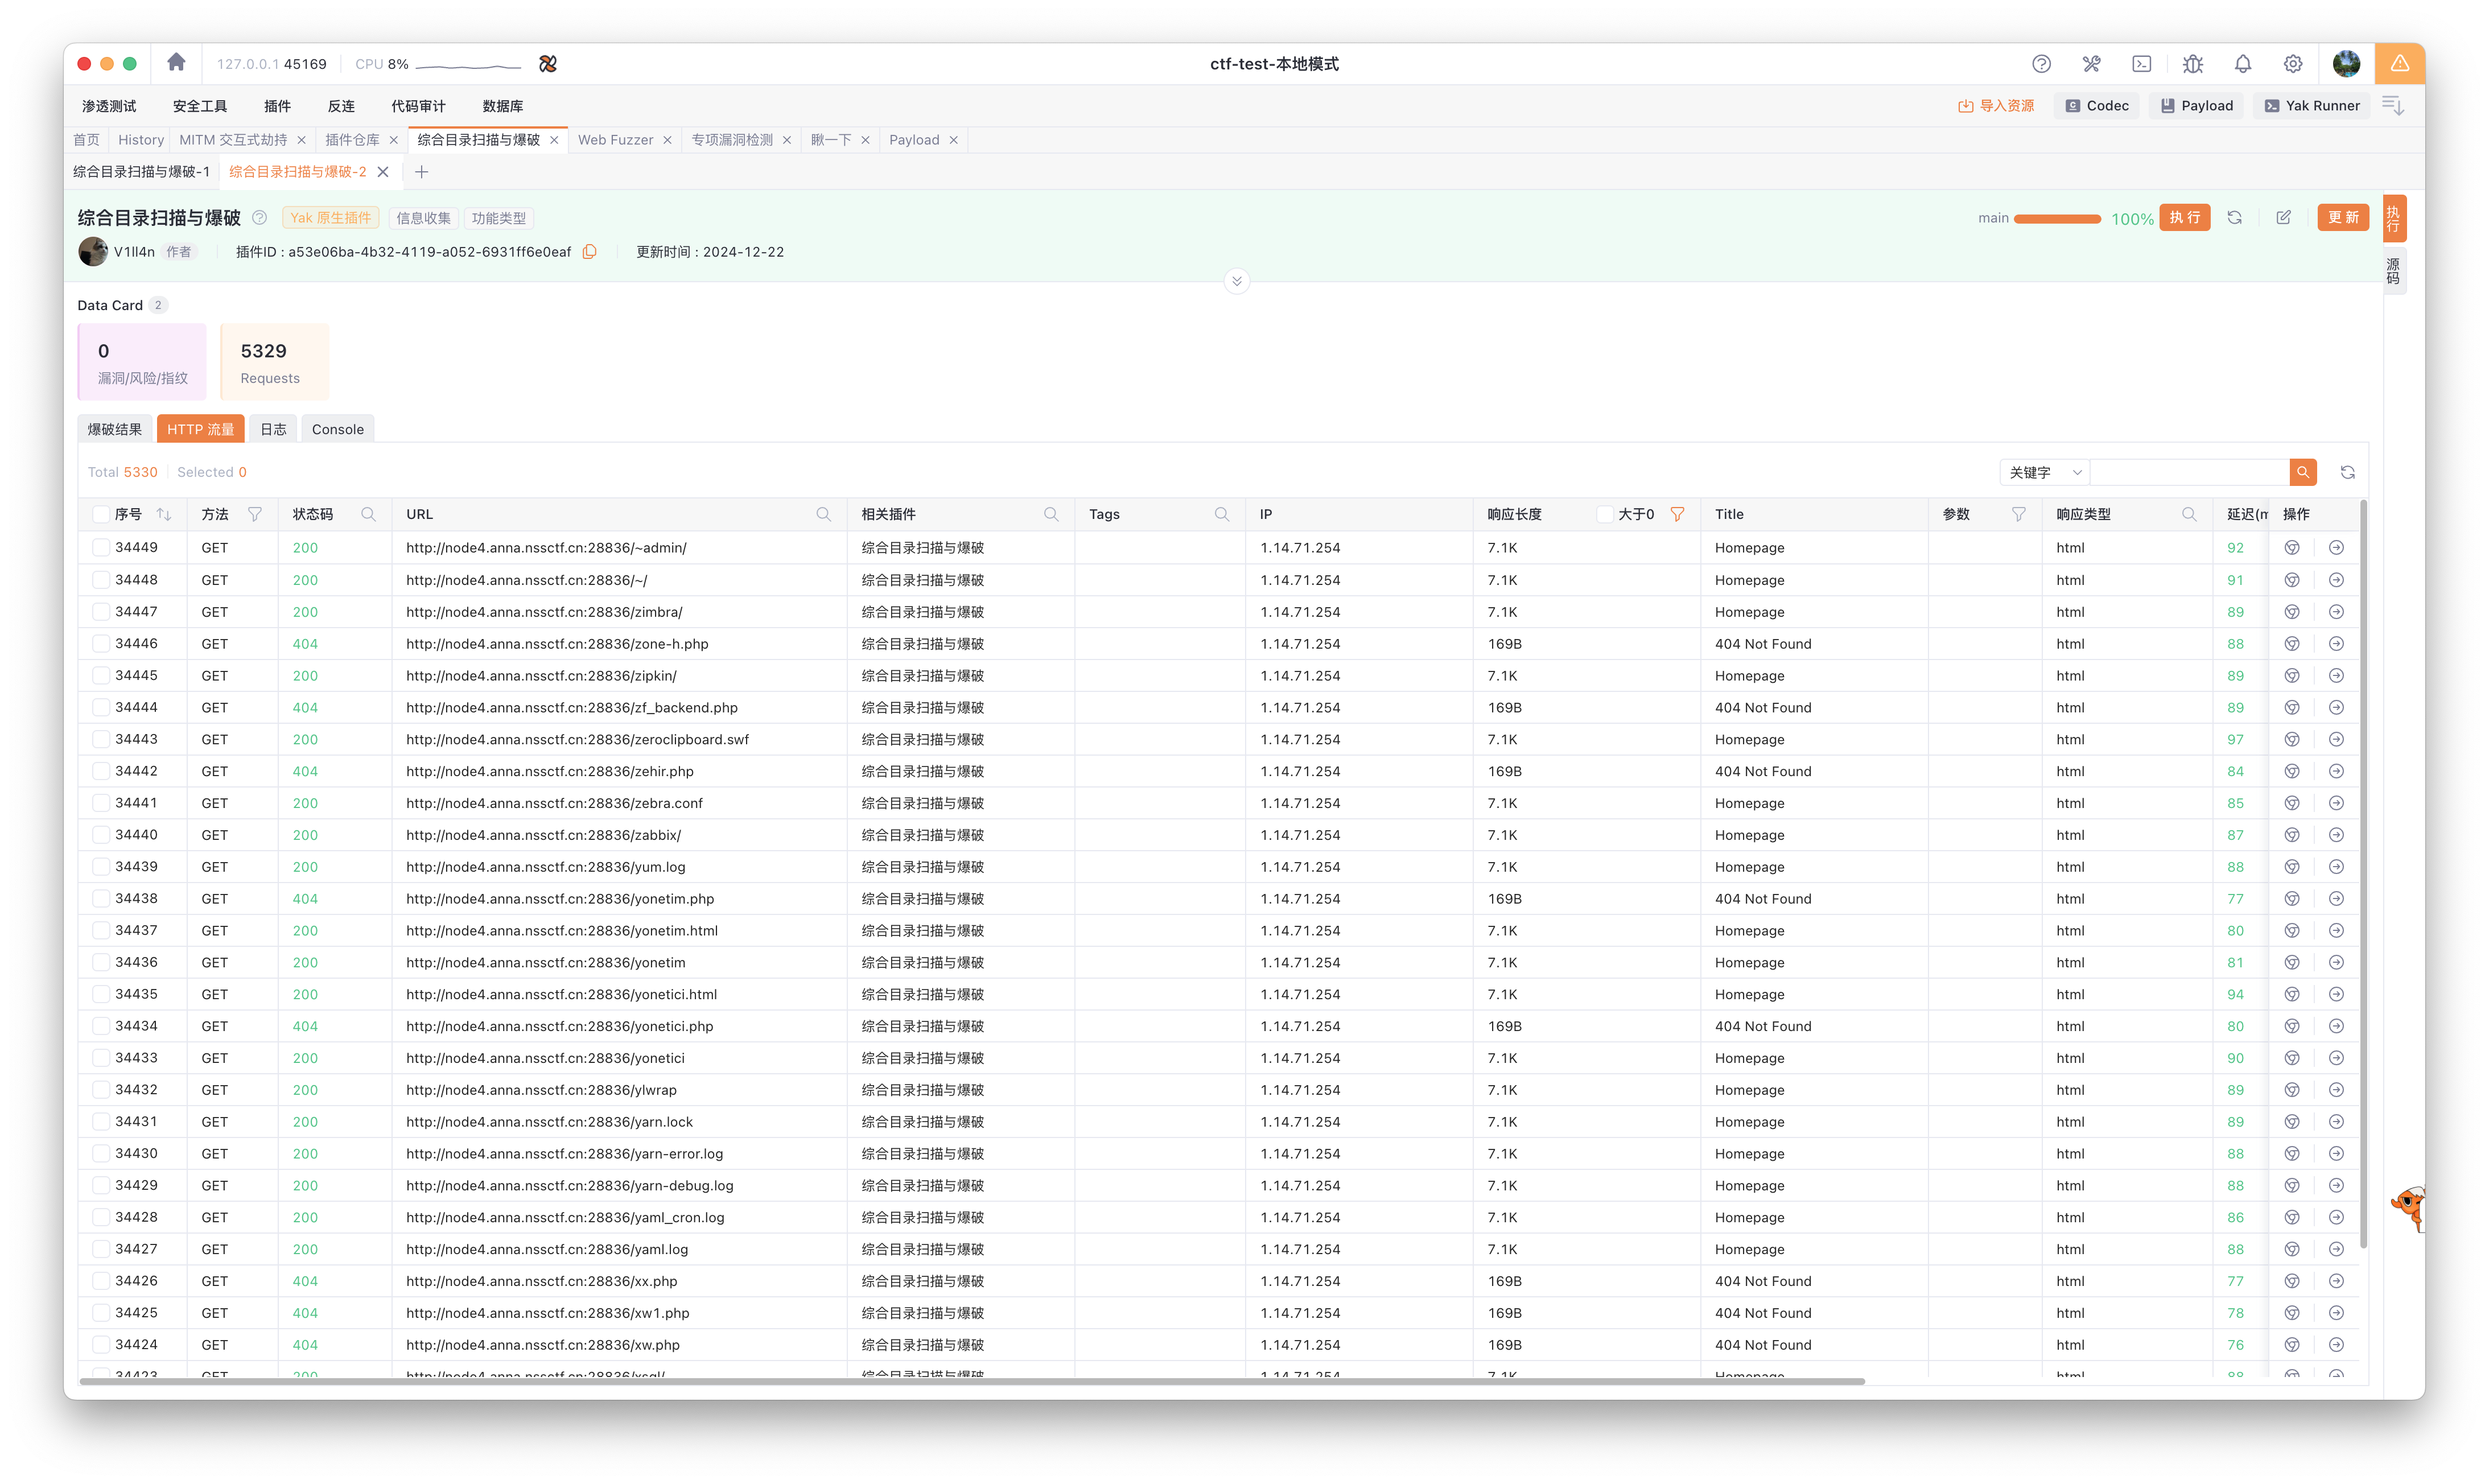 127.0.0.1 45169 CPU 8% ctf-test-本地模式
渗透测试 安全工具 插件 反连 代码审计 数据库 导入资源 Codec Payload Yak Runner
首页 History MITM 交互式劫持 插件仓库 综合目录扫描与爆破 Web Fuzzer 专项漏洞检测 瞅一下 Payload
综合目录扫描与爆破-1 综合目录扫描与爆破-2
综合目录扫描与爆破 Yak 原生插件 信息收集 功能类型 main 100% 执行 更新 执行
V1ll4n 作者 插件ID : a53e06ba-4b32-4119-a052-6931ff6e0eaf 更新时间 : 2024-12-22 源码
Data Card 2
0 5329
漏洞/风险/指纹 Requests
爆破结果 HTTP 流量 日志 Console
Total 5330 Selected 0 关键字
序号 方法 状态码 URL 相关插件 Tags IP 响应长度 大于0 Title 参数 响应类型 延迟(m 操作
34449 GET 200 http://node4.anna.nssctf.cn:28836/~admin/ 综合目录扫描与爆破 1.14.71.254 7.1K Homepage html 92
34448 GET 200 http://node4.anna.nssctf.cn:28836/~/ 综合目录扫描与爆破 1.14.71.254 7.1K Homepage html 91
34447 GET 200 http://node4.anna.nssctf.cn:28836/zimbra/ 综合目录扫描与爆破 1.14.71.254 7.1K Homepage html 89
34446 GET 404 http://node4.anna.nssctf.cn:28836/zone-h.php 综合目录扫描与爆破 1.14.71.254 169B 404 Not Found html 88
34445 GET 200 http://node4.anna.nssctf.cn:28836/zipkin/ 综合目录扫描与爆破 1.14.71.254 7.1K Homepage html 89
34444 GET 404 http://node4.anna.nssctf.cn:28836/zf_backend.php 综合目录扫描与爆破 1.14.71.254 169B 404 Not Found html 89
34443 GET 200 http://node4.anna.nssctf.cn:28836/zeroclipboard.swf 综合目录扫描与爆破 1.14.71.254 7.1K Homepage html 97
34442 GET 404 http://node4.anna.nssctf.cn:28836/zehir.php 综合目录扫描与爆破 1.14.71.254 169B 404 Not Found html 84
34441 GET 200 http://node4.anna.nssctf.cn:28836/zebra.conf 综合目录扫描与爆破 1.14.71.254 7.1K Homepage html 85
34440 GET 200 http://node4.anna.nssctf.cn:28836/zabbix/ 综合目录扫描与爆破 1.14.71.254 7.1K Homepage html 87
34439 GET 200 http://node4.anna.nssctf.cn:28836/yum.log 综合目录扫描与爆破 1.14.71.254 7.1K Homepage html 88
34438 GET 404 http://node4.anna.nssctf.cn:28836/yonetim.php 综合目录扫描与爆破 1.14.71.254 169B 404 Not Found html 77
34437 GET 200 http://node4.anna.nssctf.cn:28836/yonetim.html 综合目录扫描与爆破 1.14.71.254 7.1K Homepage html 80
34436 GET 200 http://node4.anna.nssctf.cn:28836/yonetim 综合目录扫描与爆破 1.14.71.254 7.1K Homepage html 81
34435 GET 200 http://node4.anna.nssctf.cn:28836/yonetici.html 综合目录扫描与爆破 1.14.71.254 7.1K Homepage html 94
34434 GET 404 http://node4.anna.nssctf.cn:28836/yonetici.php 综合目录扫描与爆破 1.14.71.254 169B 404 Not Found html 80
34433 GET 200 http://node4.anna.nssctf.cn:28836/yonetici 综合目录扫描与爆破 1.14.71.254 7.1K Homepage html 90
34432 GET 200 http://node4.anna.nssctf.cn:28836/ylwrap 综合目录扫描与爆破 1.14.71.254 7.1K Homepage html 89
34431 GET 200 http://node4.anna.nssctf.cn:28836/yarn.lock 综合目录扫描与爆破 1.14.71.254 7.1K Homepage html 89
34430 GET 200 http://node4.anna.nssctf.cn:28836/yarn-error.log 综合目录扫描与爆破 1.14.71.254 7.1K Homepage html 88
34429 GET 200 http://node4.anna.nssctf.cn:28836/yarn-debug.log 综合目录扫描与爆破 1.14.71.254 7.1K Homepage html 88
34428 GET 200 http://node4.anna.nssctf.cn:28836/yaml_cron.log 综合目录扫描与爆破 1.14.71.254 7.1K Homepage html 86
34427 GET 200 http://node4.anna.nssctf.cn:28836/yaml.log 综合目录扫描与爆破 1.14.71.254 7.1K Homepage html 88
34426 GET 404 http://node4.anna.nssctf.cn:28836/xx.php 综合目录扫描与爆破 1.14.71.254 169B 404 Not Found html 77
34425 GET 404 http://node4.anna.nssctf.cn:28836/xw1.php 综合目录扫描与爆破 1.14.71.254 169B 404 Not Found html 78
34424 GET 404 http://node4.anna.nssctf.cn:28836/xw.php 综合目录扫描与爆破 1.14.71.254 169B 404 Not Found html 76
34423 GET 200 http://node4.anna.nssctf.cn:28836/xsql/ 综合目录扫描与爆破 1.14.71.254 7.1K Homepage html 88